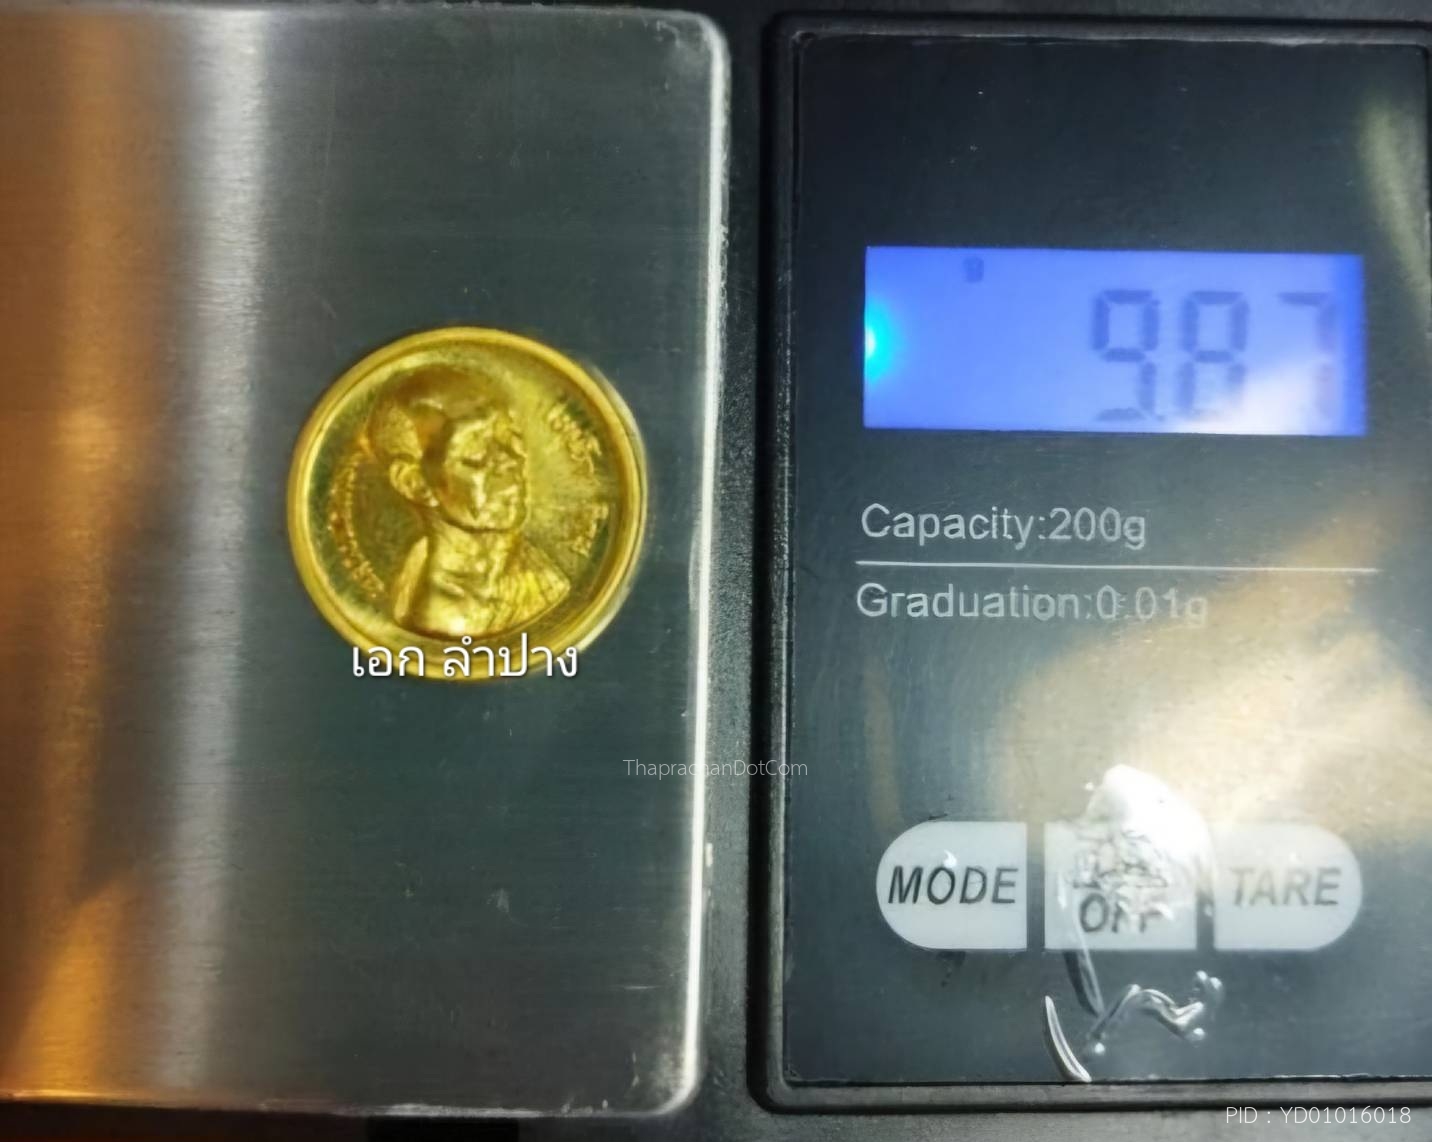 9.87
Capacity:200g
Graduation:0.01g
เอก ลำปาง
ThaprachanDotCom
MODE
OFF
TARE
PID : YD01016018